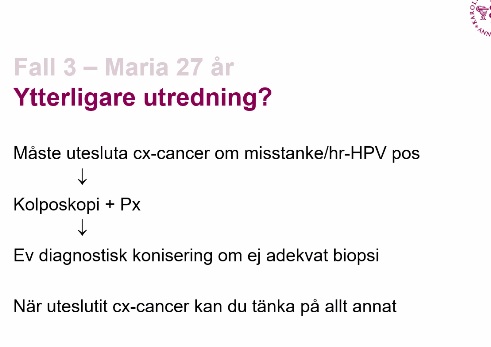 Fall 3 – Maria 27 år
Ytterligare utredning?
Måste utesluta cx-cancer om misstanke/hr-HPV pos
↓
Kolposkopi + Px
↓
Ev diagnostisk konisering om ej adekvat biopsi
När uteslutit cx-cancer kan du tänka på allt annat